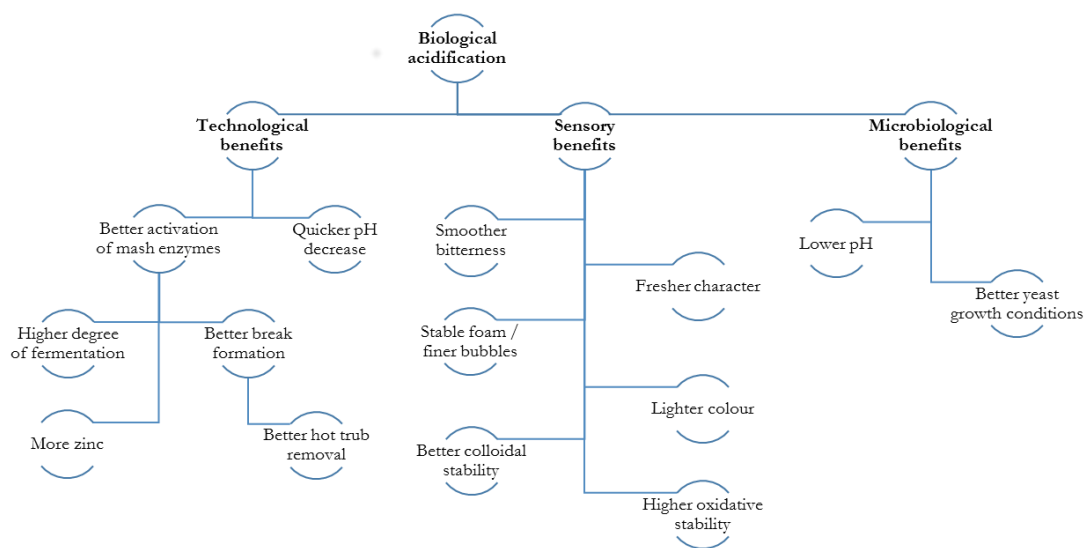 Biological
acidification
Technological
benefits
Sensory
benefits
Microbiological
benefits
Better activation
of mash enzymes
Quicker pH
decrease
Smoother
bitterness
Lower pH
Fresher character
Better yeast
growth conditions
Higher degree
of fermentation
Better break
formation
Stable foam /
finer bubbles
Lighter colour
More zinc
Better hot trub
removal
Better colloidal
stability
Higher oxidative
stability